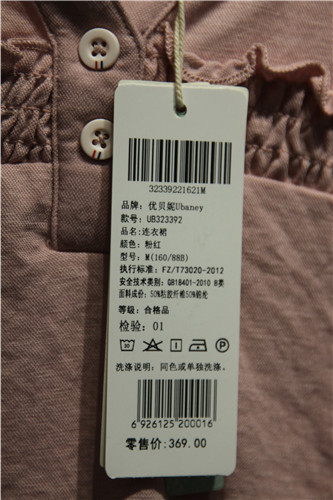 32339221621M
品牌: 优贝妮Ubaney
款号: UB323392
品名:连衣裙
颜色: 粉红
型号: M(160/88B)
执行标准: FZ/T73020-2012
安全技术类别: GB18401-2010 B类
面料成份: 50%粘胶纤维50%锦纶
等级: 合格品
检验: 01
洗涤说明: 同色或单独洗涤.
6 926125 200016
零售价:369.00